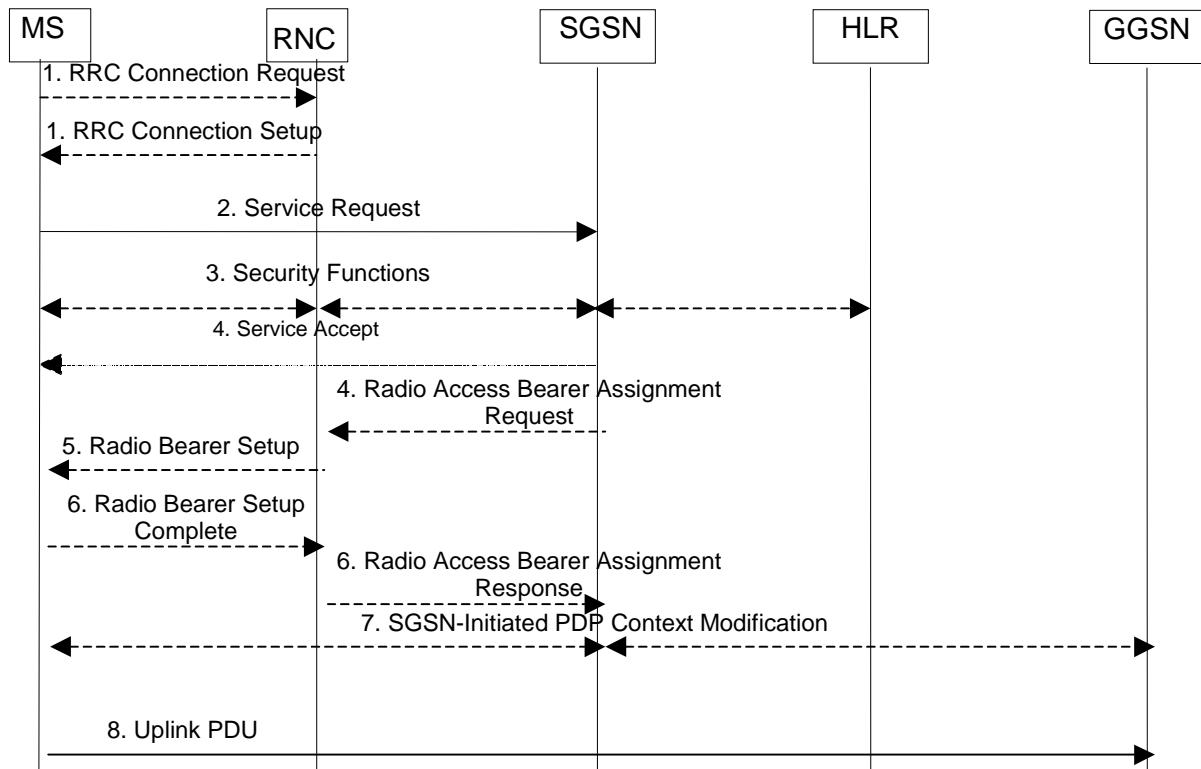 MS
RNC
SGSN
HLR
GGSN
1. RRC Connection Request
1. RRC Connection Setup
2. Service Request
3. Security Functions
4. Service Accept
4. Radio Access Bearer Assignment
Request
5. Radio Bearer Setup
6. Radio Bearer Setup
Complete
6. Radio Access Bearer Assignment
Response
7. SGSN-Initiated PDP Context Modification
8. Uplink PDU